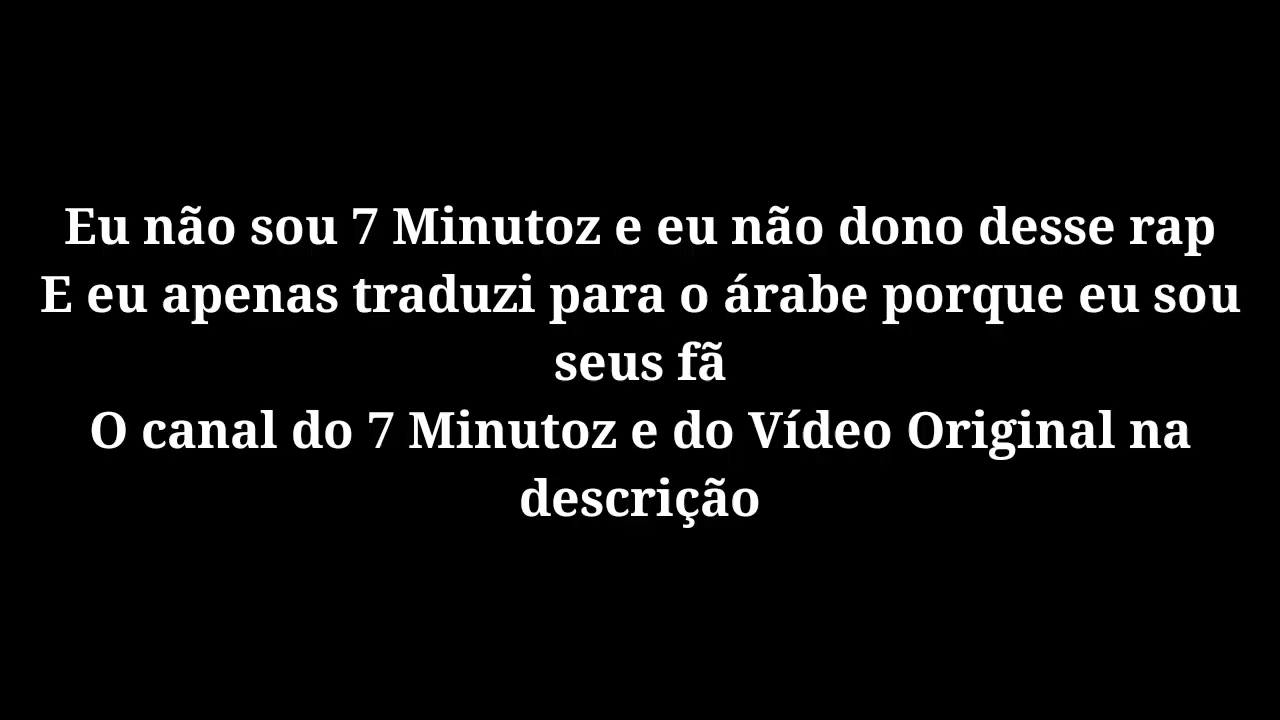 Eu não sou 7 Minutoz e eu não dono desse rap
E eu apenas traduzi para o árabe porque eu sou
seus fã
O canal do 7 Minutoz e do Vídeo Original na
descrição